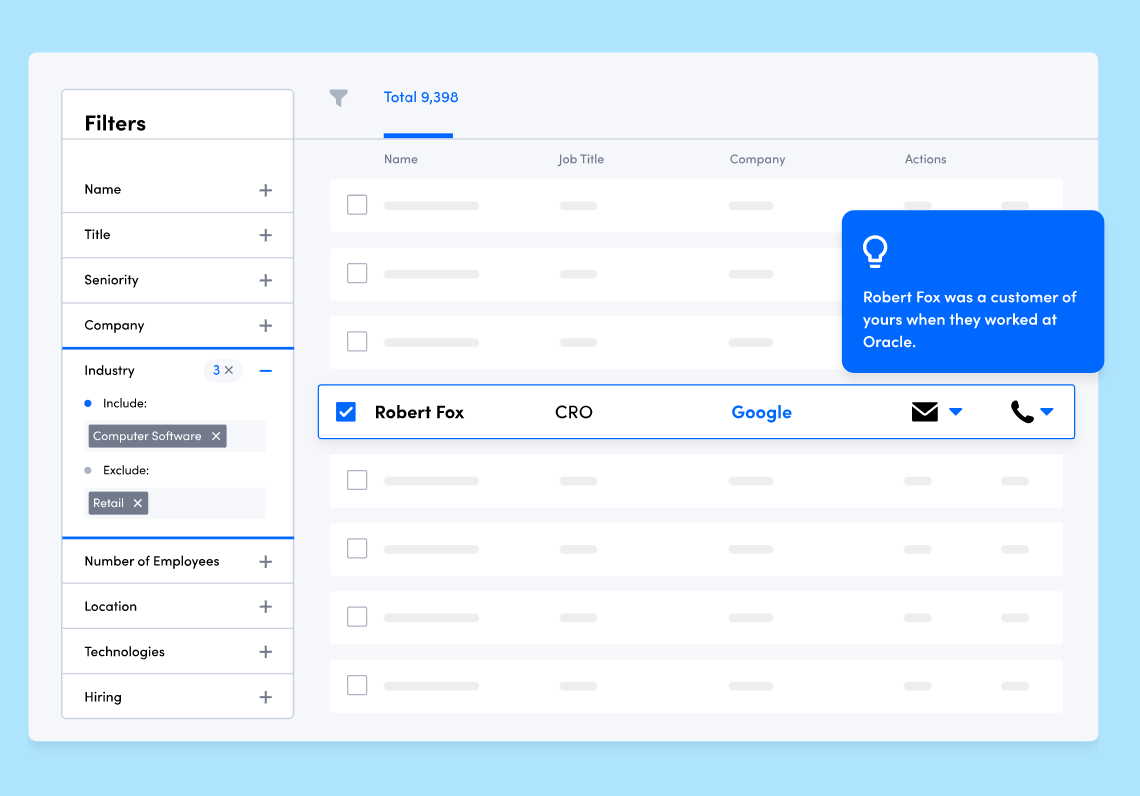 Filters
Name
Title
Seniority
Company
Industry 3
Include:
Computer Software
Exclude:
Retail
Number of Employees
Location
Technologies
Hiring
Total 9,398
Name Job Title Company Actions
Robert Fox was a customer of
yours when they worked at
Oracle.
Robert Fox CRO Google